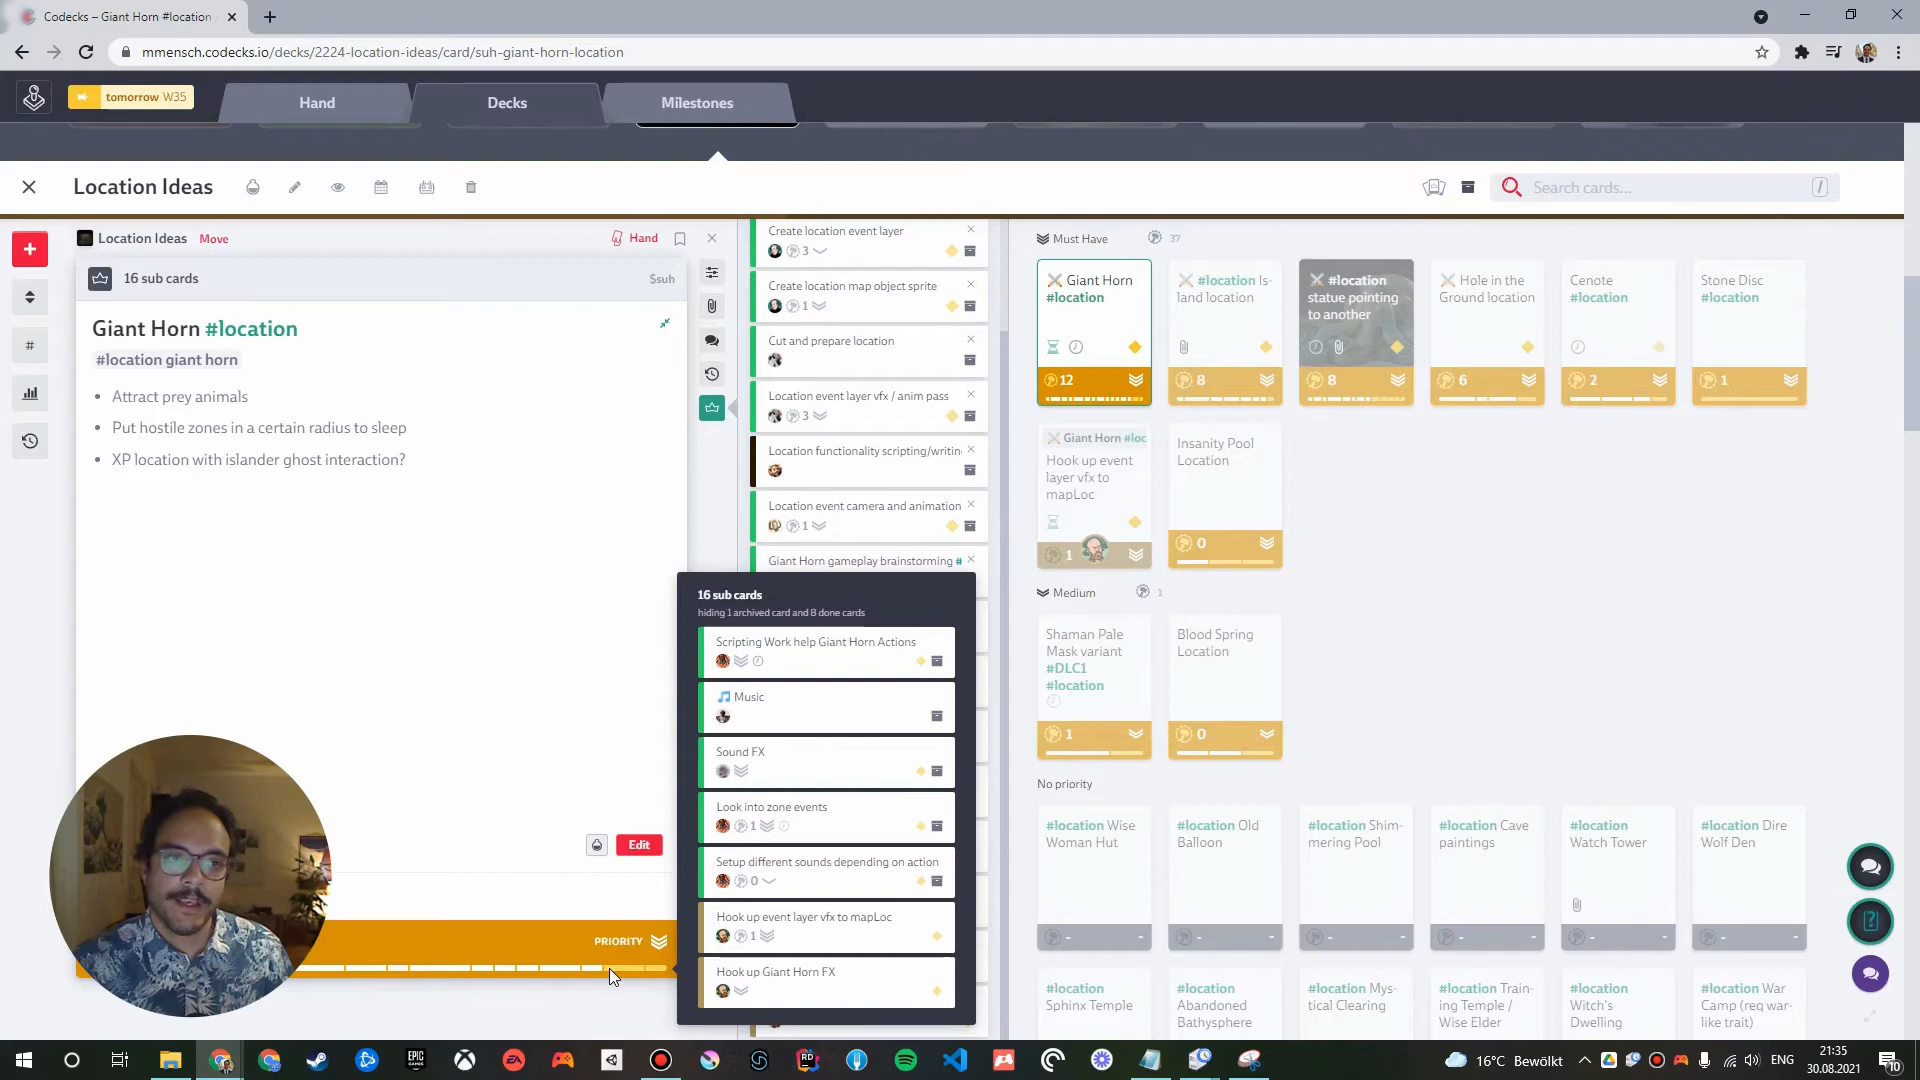 Codecks – Giant Horn #location
mmensch.codecks.io/decks/2224-location-ideas/card/suh-giant-horn-location
tomorrow W35
Hand
Decks
Milestones
Location Ideas
Search cards...
/
Location Ideas
Move
Hand
16 sub cards
$suh
Giant Horn #location
#location giant horn
• Attract prey animals
• Put hostile zones in a certain radius to sleep
• XP location with islander ghost interaction?
Edit
PRIORITY
Create location event layer
3
Create location map object sprite
1
Cut and prepare location
Location event layer vfx / anim pass
3
Location functionality scripting/writin
Location event camera and animation
1
Giant Horn gameplay brainstorming #
16 sub cards
hiding 1 archived card and 8 done cards
Scripting Work help Giant Horn Actions
Music
Sound FX
Look into zone events
1
Setup different sounds depending on action
0
Hook up event layer vfx to mapLoc
1
Hook up Giant Horn FX
Must Have
37
Giant Horn
#location
12
#location Is-
land location
8
#location
statue pointing
to another
8
Hole in the
Ground location
6
Cenote
#location
2
Stone Disc
#location
1
Giant Horn #loc
Hook up event
layer vfx to
mapLoc
1
Insanity Pool
Location
0
Medium
1
Shaman Pale
Mask variant
#DLC1
#location
1
Blood Spring
Location
0
No priority
#location Wise
Woman Hut
-
-
#location Old
Balloon
-
-
#location Shim-
mering Pool
-
-
#location Cave
paintings
-
-
#location
Watch Tower
-
-
#location Dire
Wolf Den
-
-
#location
Sphinx Temple
#location
Abandoned
Bathysphere
#location Mys-
tical Clearing
#location Train-
ing Temple /
Wise Elder
#location
Witch's
Dwelling
#location War
Camp (req war-
like trait)
16°C Bewölkt
ENG
21:35
30.08.2021
10